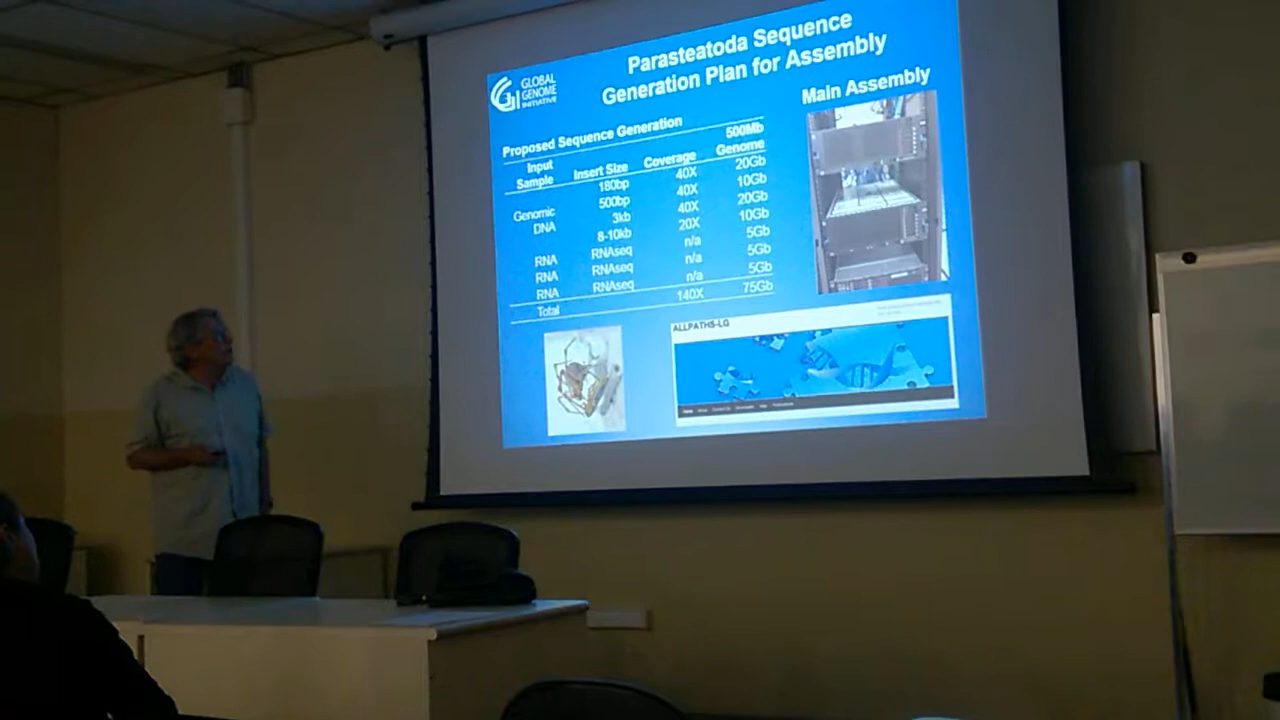 GLOBAL
GENOME
INITIATIVE
Parasteatoda Sequence
Generation Plan for Assembly
Main Assembly
Proposed Sequence Generation
Input Sample Insert Size Coverage 500Mb Genome
180bp 40X 20Gb
Genomic DNA 500bp 40X 10Gb
3kb 40X 20Gb
8-10kb 20X 10Gb
RNA RNAseq n/a 5Gb
RNA RNAseq n/a 5Gb
RNA RNAseq n/a 5Gb
Total 140X 75Gb
ALLPATHS-LG